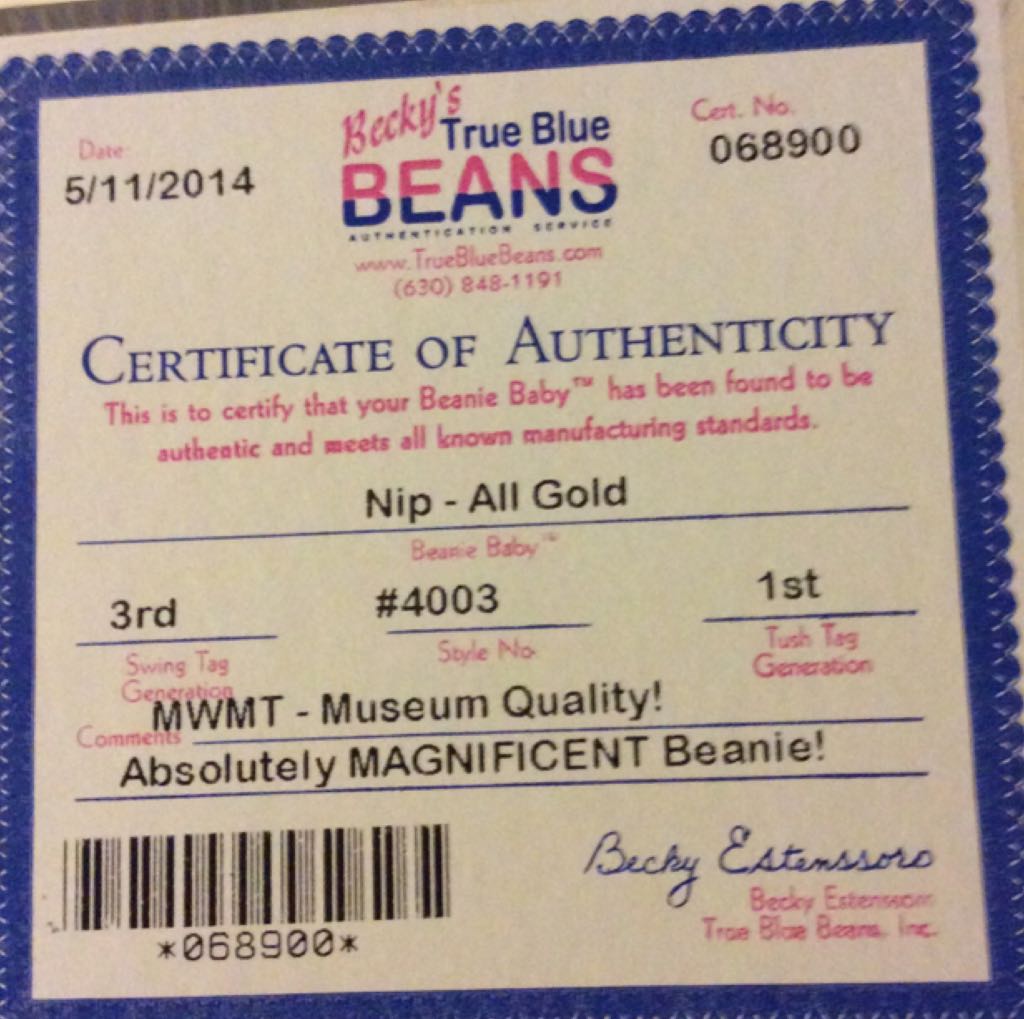 Date:
5/11/2014
Becky's
True Blue
BEANS
AUTHENTICATION SERVICE
www.TrueBlueBeans.com
(630) 848-1191
Cert. No.
068900
CERTIFICATE OF AUTHENTICITY
This is to certify that your Beanie Baby™ has been found to be
authentic and meets all known manufacturing standards.
Nip - All Gold
Beanie Baby™
3rd #4003 1st
Swing Tag Generation
Style No.
Tush Tag Generation
MWMT - Museum Quality!
Comments
Absolutely MAGNIFICENT Beanie!
*068900*
Becky Estenssoro
Becky Estenssoro
True Blue Beans, Inc.